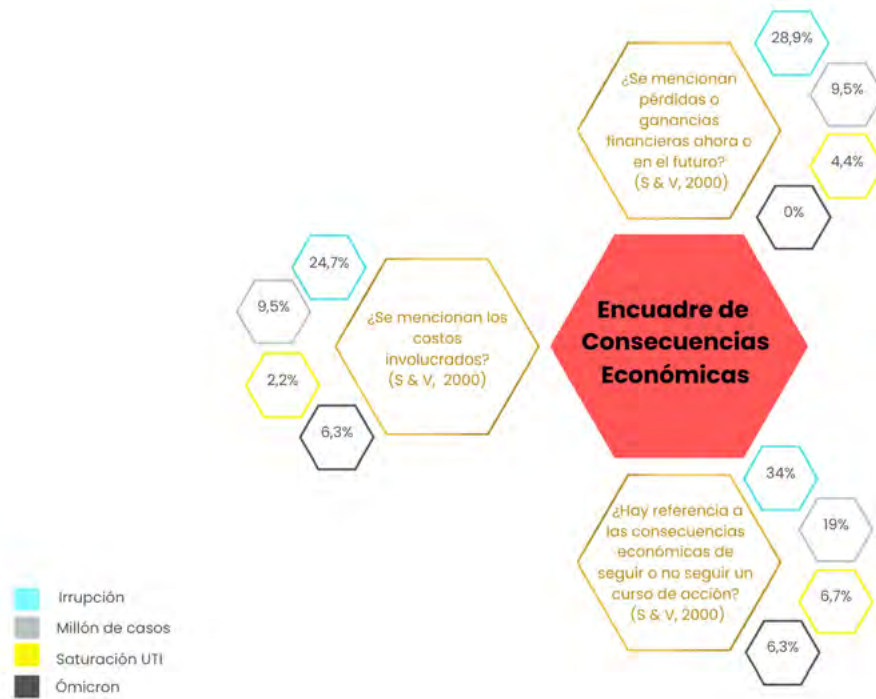 28,9%
¿Se mencionan
pérdidas o
ganancias
financieras ahora o
en el futuro?
(S & V, 2000)
9,5%
4,4%
0%
24,7%
9,5%
¿Se mencionan los
costos
involucrados?
(S & V, 2000)
2,2%
6,3%
Encuadre de
Consecuencias
Económicas
34%
¿Hay referencia a
las consecuencias
económicas de
seguir o no seguir un
curso de acción?
(S & V, 2000)
19%
6,7%
6,3%
Irrupción
Millón de casos
Saturación UTI
Ómicron